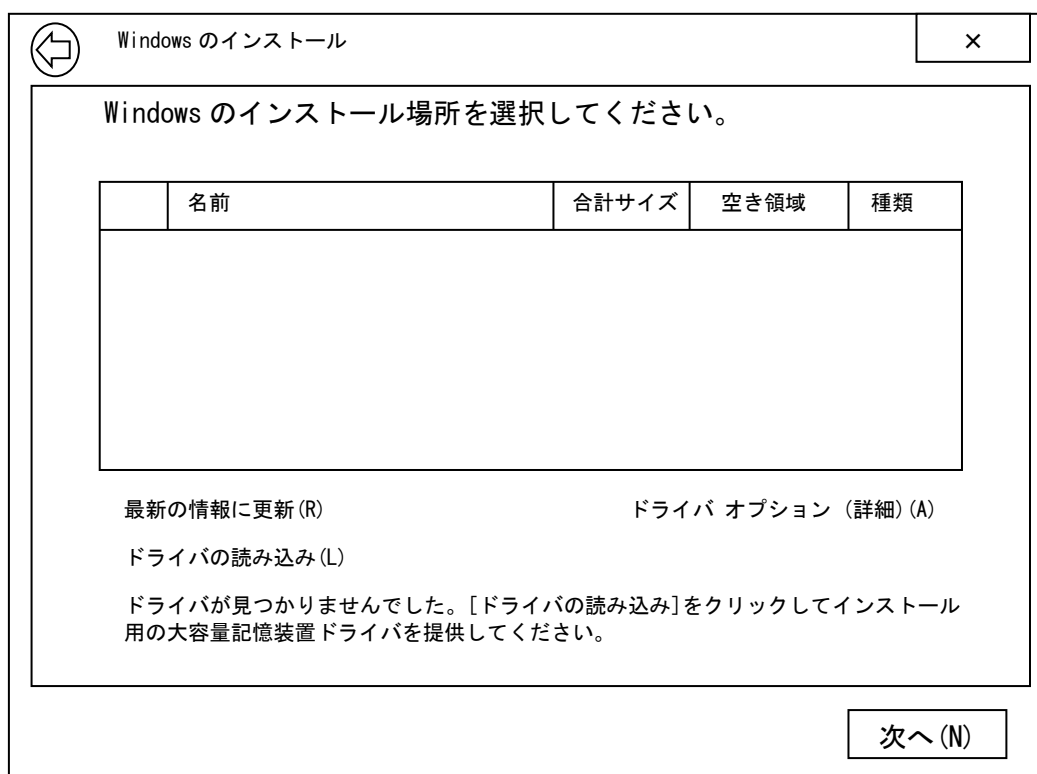 Windows のインストール
×
Windows のインストール場所を選択してください。
名前 合計サイズ 空き領域 種類
最新の情報に更新(R) ドライバ オプション (詳細)(A)
ドライバの読み込み(L)
ドライバが見つかりませんでした。[ドライバの読み込み]をクリックしてインストール
用の大容量記憶装置ドライバを提供してください。
次へ(N)